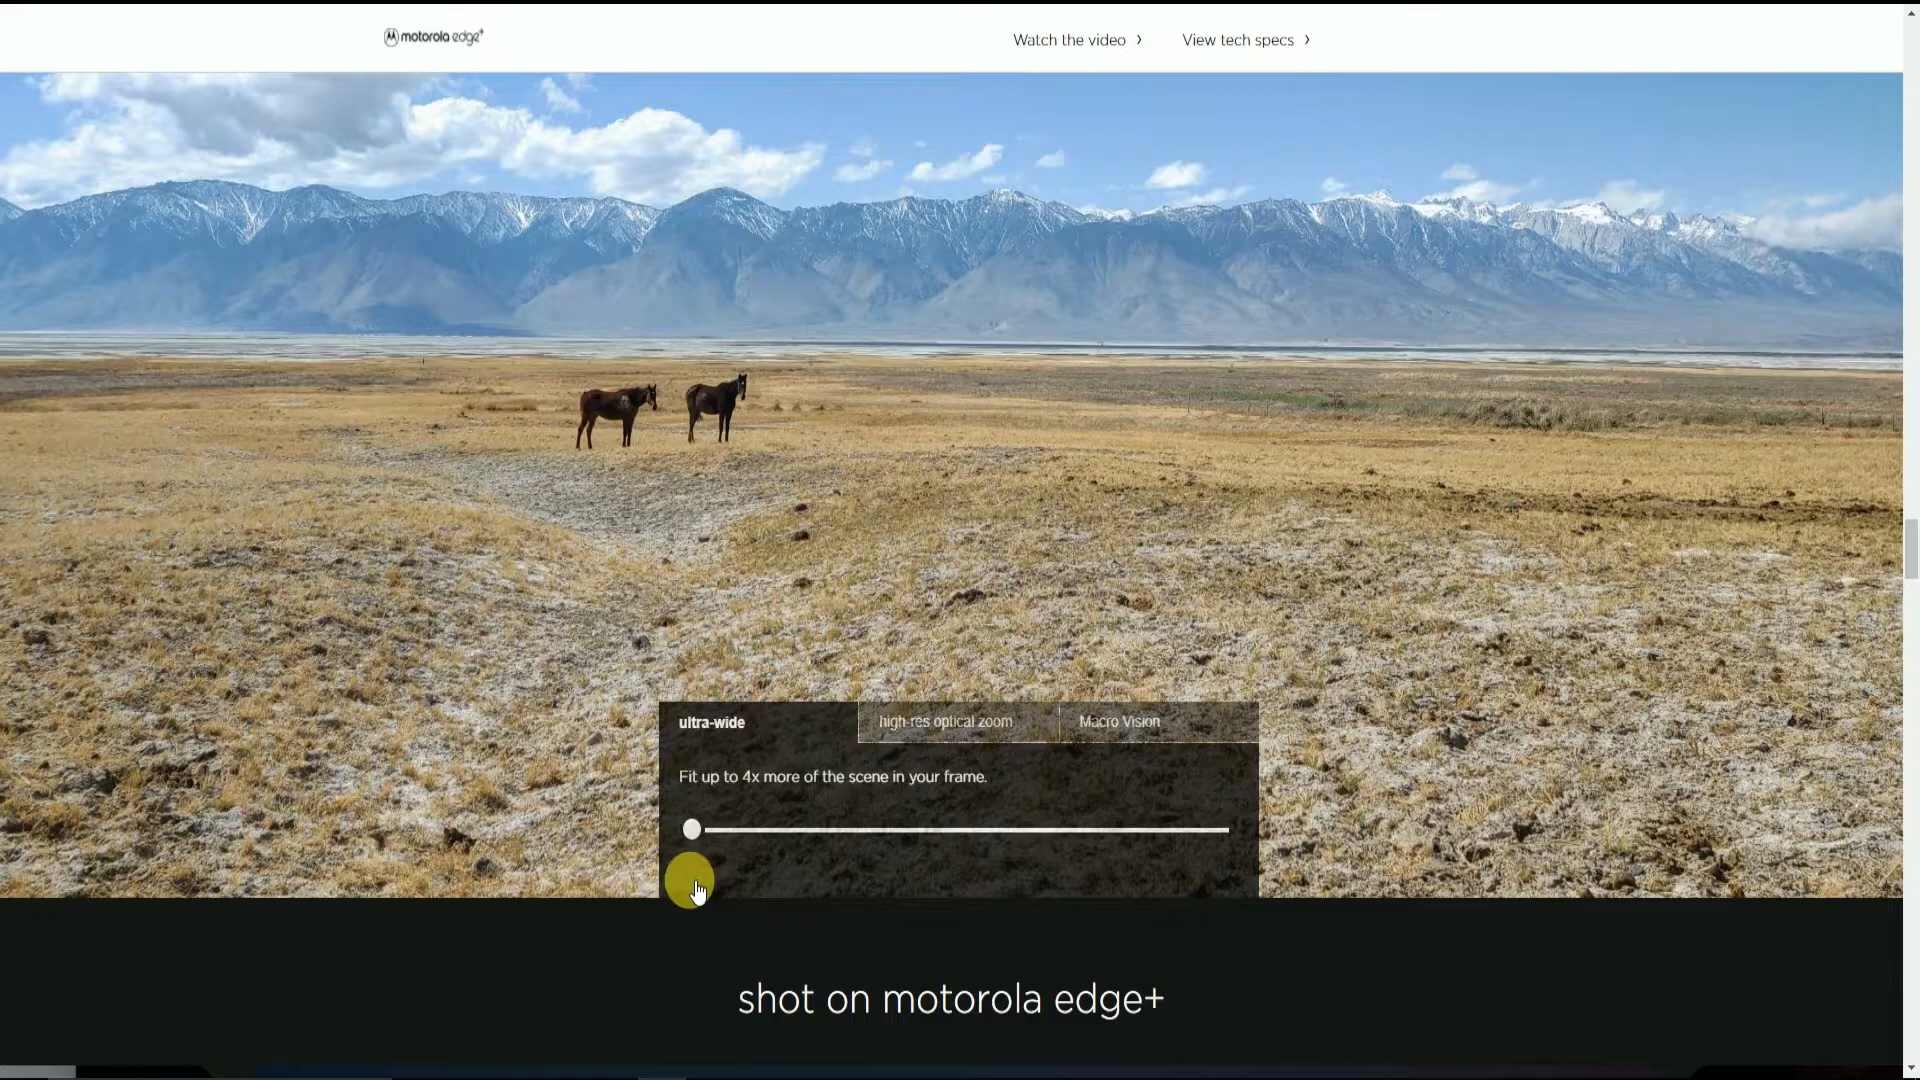 motorola edge+
Watch the video
View tech specs
ultra-wide
high-res optical zoom
Macro Vision
Fit up to 4x more of the scene in your frame.
shot on motorola edge+